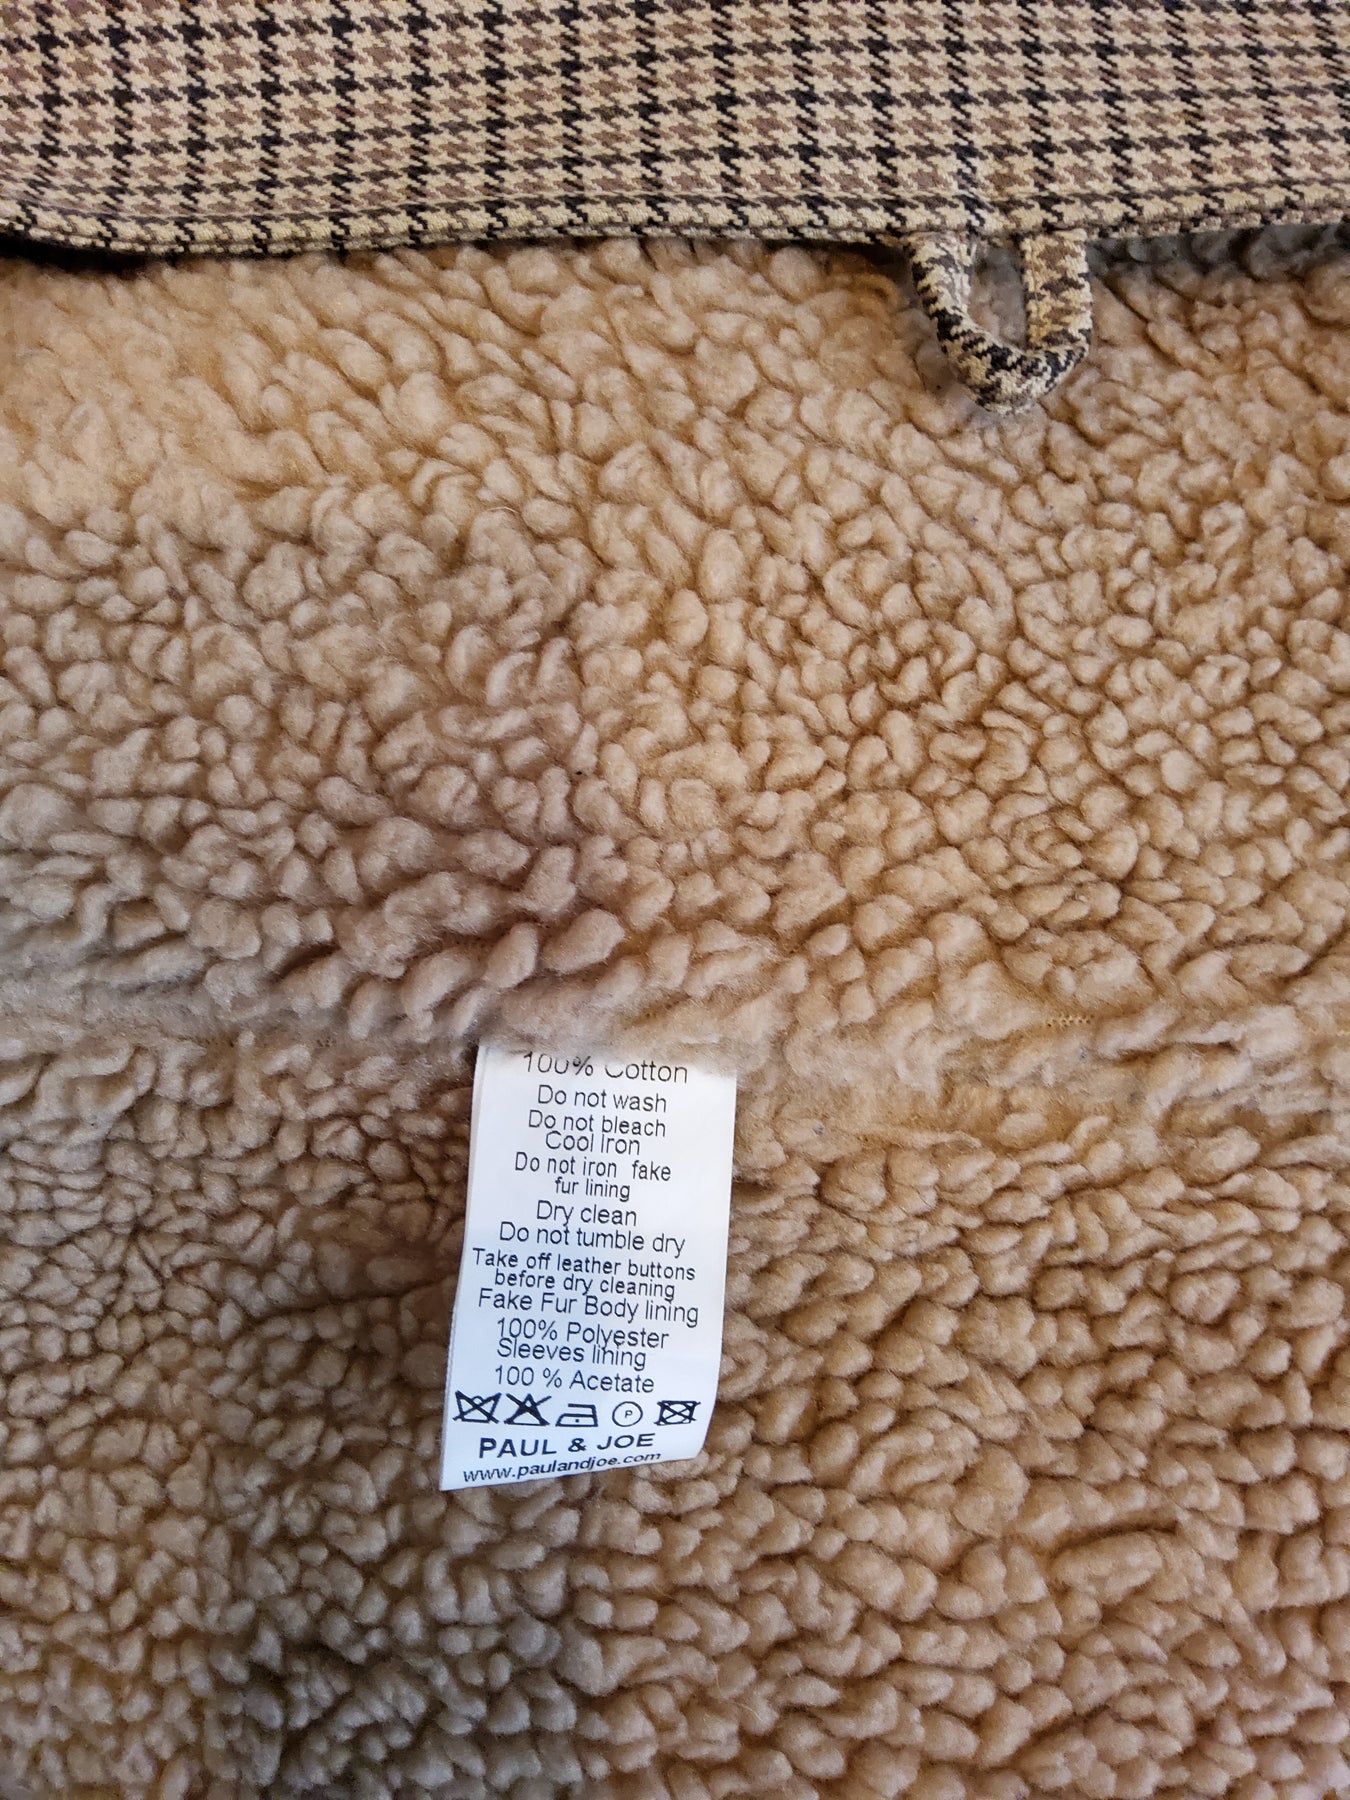 100% Cotton
Do not wash
Do not bleach
Cool Iron
Do not iron fake
fur lining
Dry clean
Do not tumble dry
Take off leather buttons
before dry cleaning
Fake Fur Body lining
100% Polyester
Sleeves lining
100 % Acetate
P
PAUL & JOE
www.paulandjoe.com